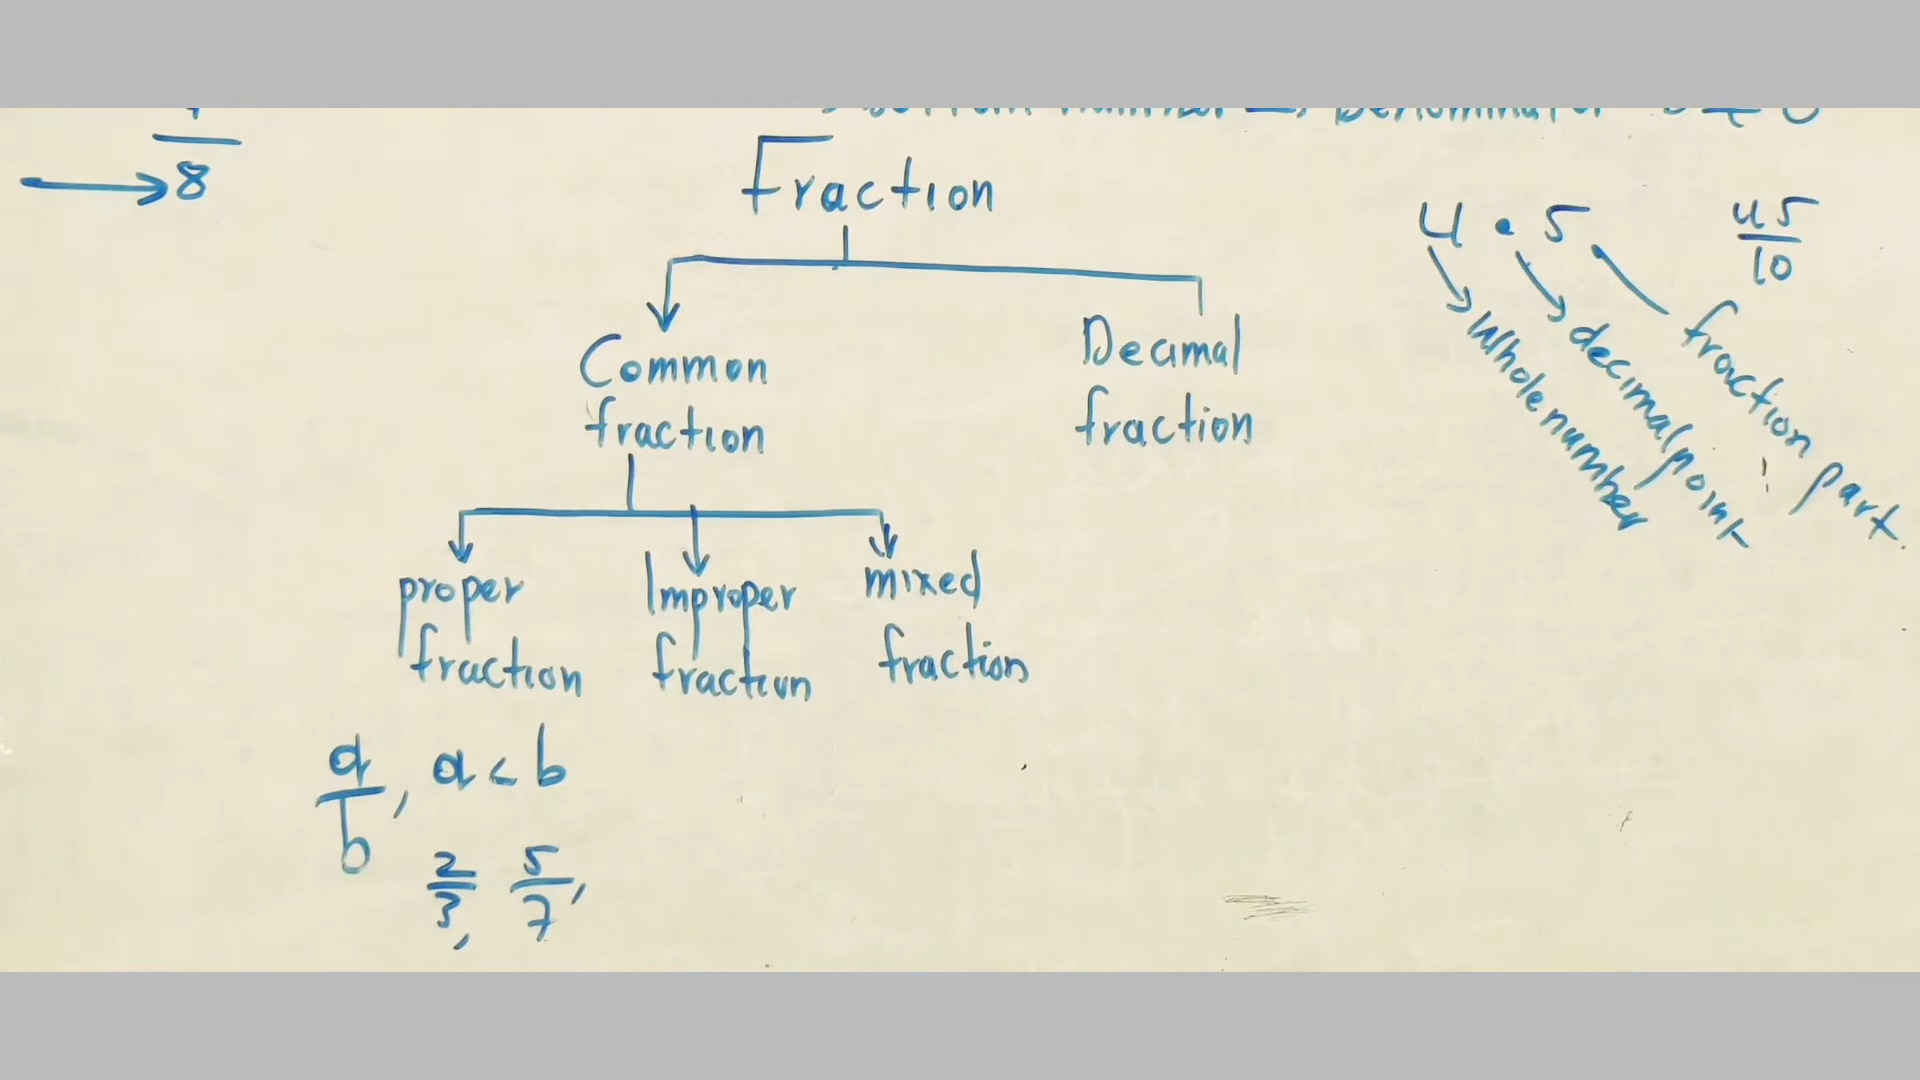 8
Fraction
4 . 5
45
10
Whole number
decimal point
fraction part.
Common
fraction
Decimal
fraction
proper
fraction
Improper
fraction
mixed
fraction
a
b
, a < b
2
3
,
5
7
,